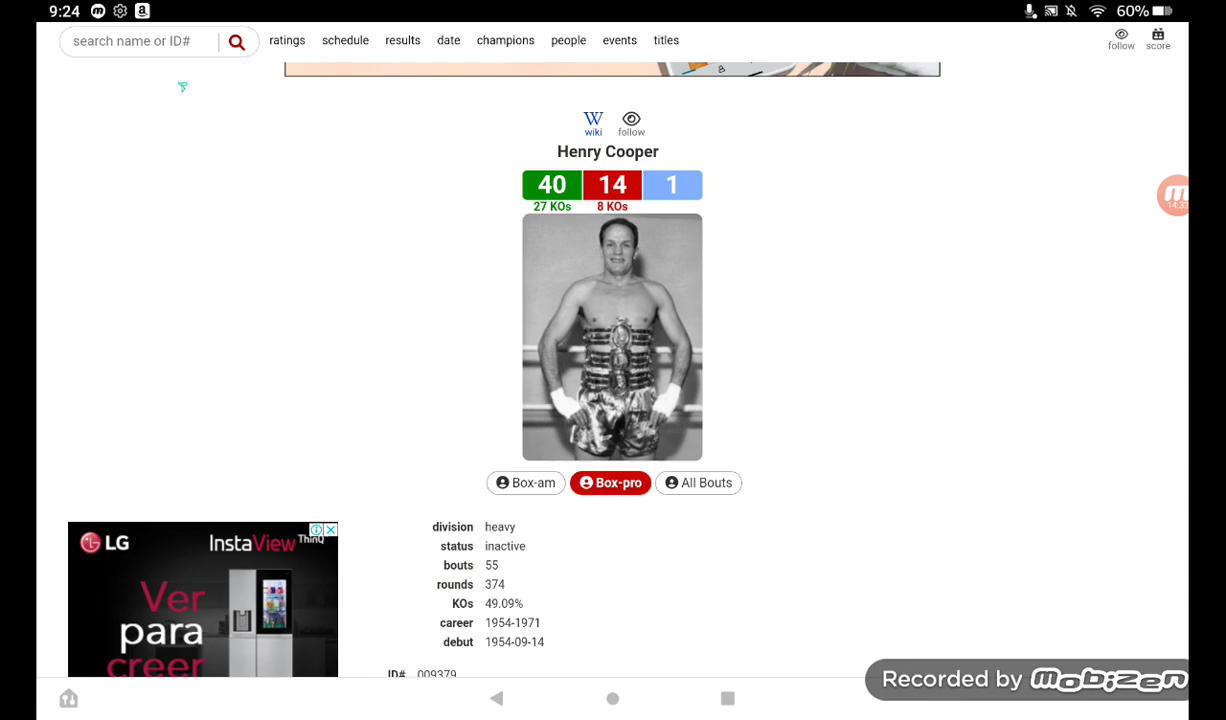 9:24
60%
search name or ID#
ratings schedule results date champions people events titles
follow score
B
W
wiki follow
Henry Cooper
40 14 1
27 KOs 8 KOs
14:33
Box-am Box-pro All Bouts
division heavy
status inactive
bouts 55
rounds 374
KOs 49.09%
career 1954-1971
debut 1954-09-14
ID# 009379
LG InstaView ThinQ
Ver
para
creer
Recorded by Mobizen